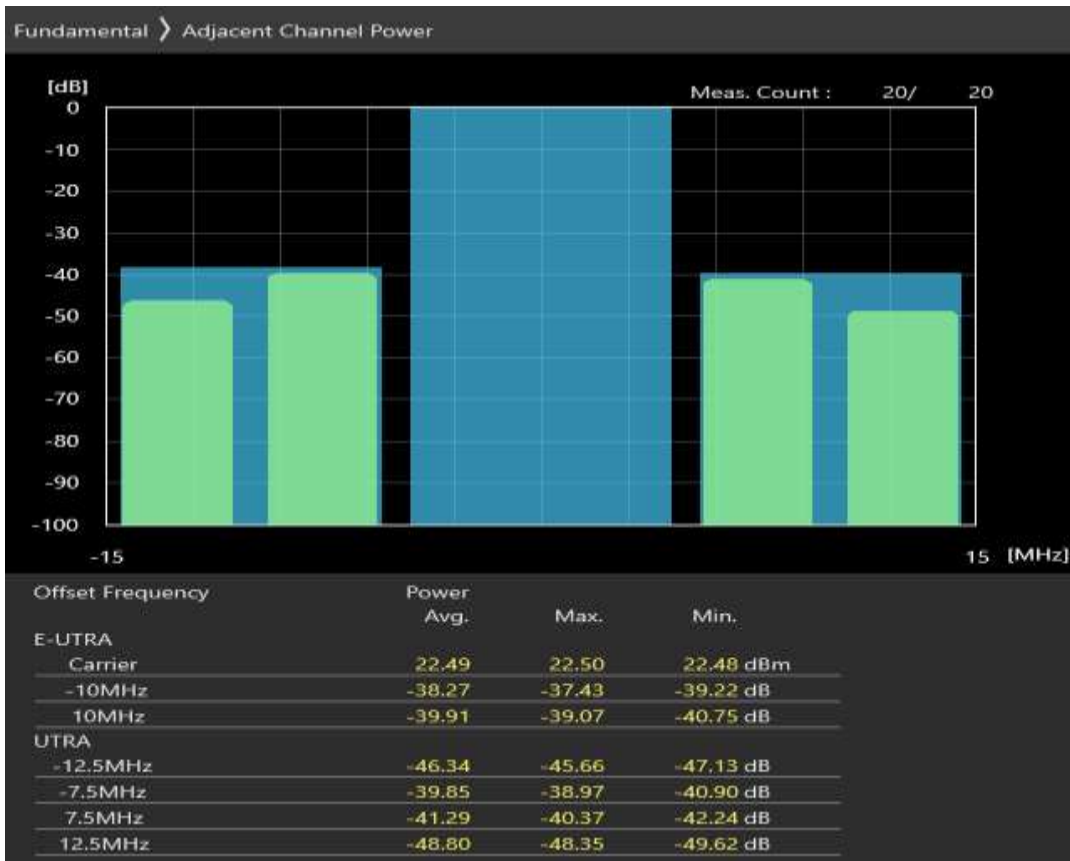 Fundamental 〉 Adjacent Channel Power
[dB]
Meas. Count : 20/ 20
0
-10
-20
-30
-40
-50
-60
-70
-80
-90
-100
-15 15 [MHz]
Offset Frequency Power
Avg. Max. Min.
E-UTRA
Carrier 22.49 22.50 22.48 dBm
-10MHz -38.27 -37.43 -39.22 dB
10MHz -39.91 -39.07 -40.75 dB
UTRA
-12.5MHz -46.34 -45.66 -47.13 dB
-7.5MHz -39.85 -38.97 -40.90 dB
7.5MHz -41.29 -40.37 -42.24 dB
12.5MHz -48.80 -48.35 -49.62 dB